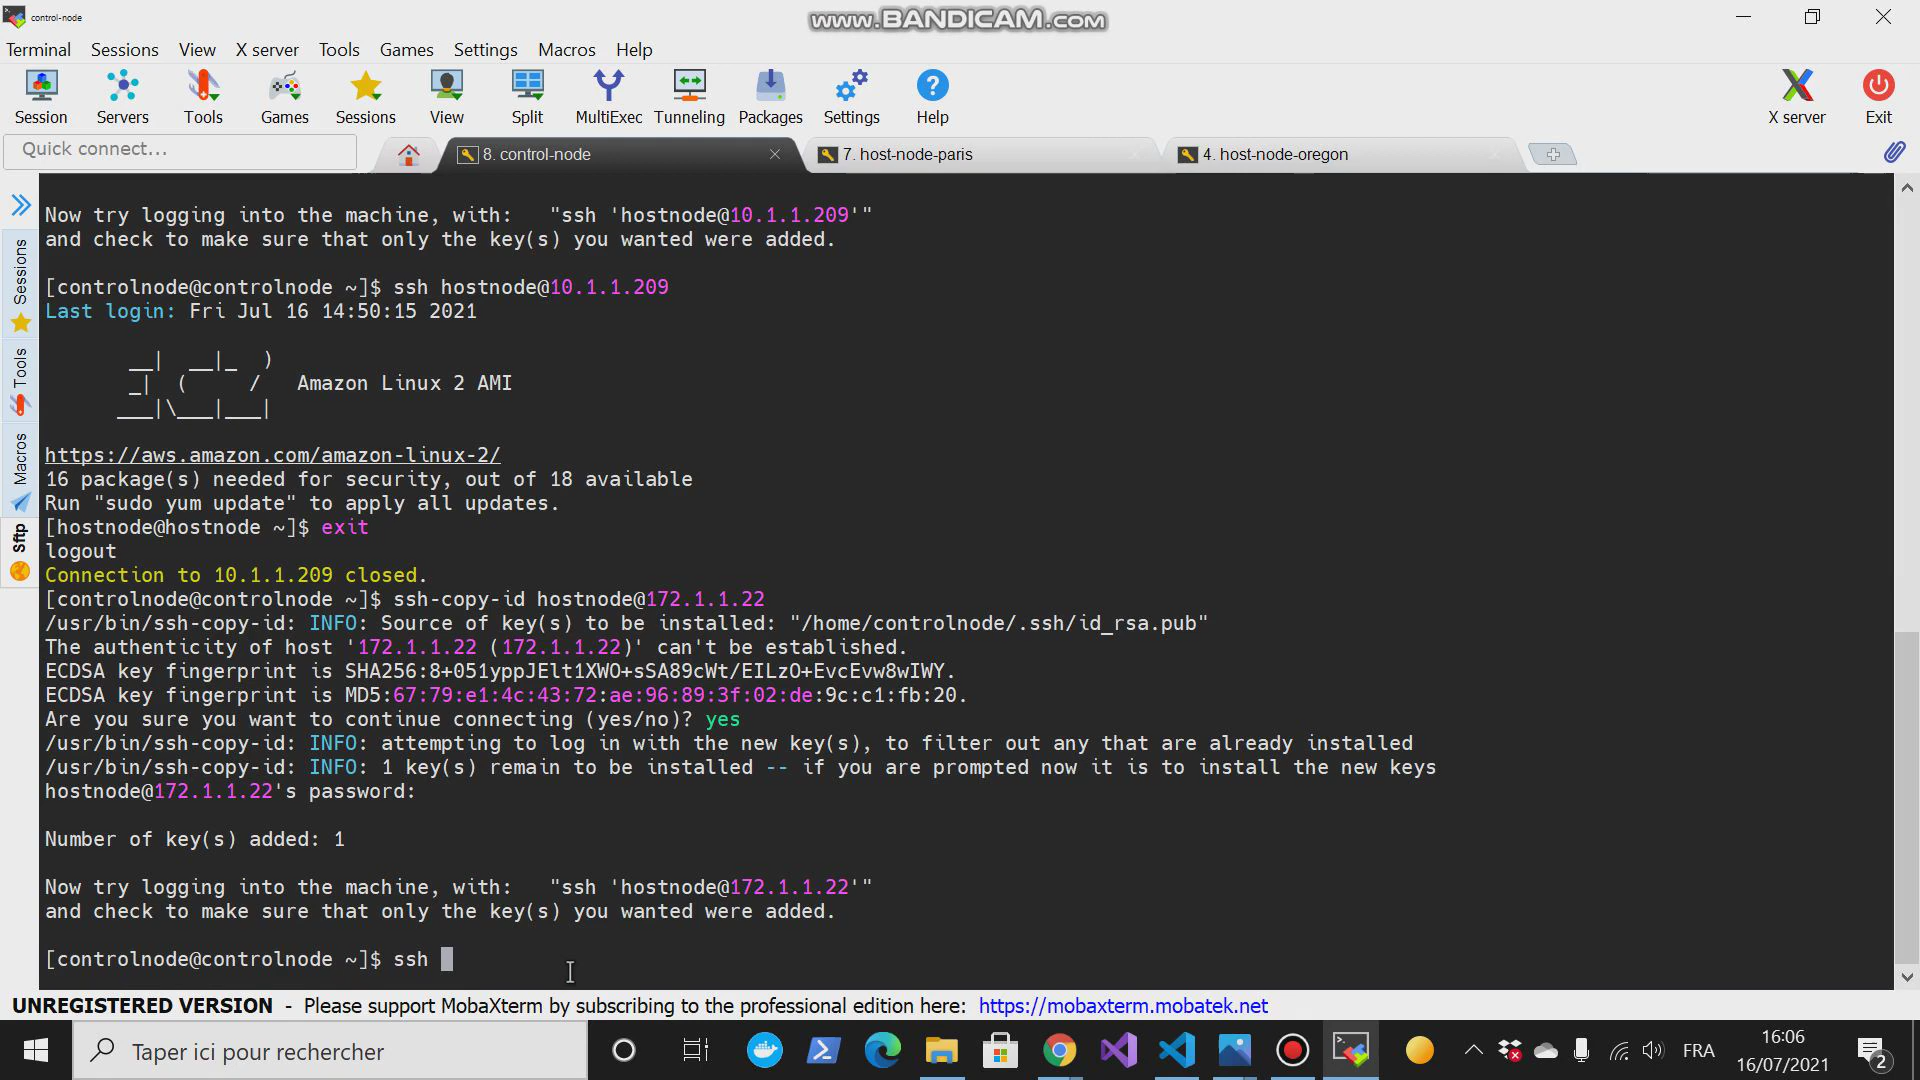 control-node
www.BANDICAM.com
Terminal Sessions View X server Tools Games Settings Macros Help
Session Servers Tools Games Sessions View Split MultiExec Tunneling Packages Settings Help X server Exit
Quick connect...
8. control-node
7. host-node-paris
4. host-node-oregon
Sessions
Tools
Macros
Sftp
Now try logging into the machine, with:   "ssh 'hostnode@10.1.1.209'"
and check to make sure that only the key(s) you wanted were added.
[controlnode@controlnode ~]$ ssh hostnode@10.1.1.209
Last login: Fri Jul 16 14:50:15 2021
       __|  __|_  )
       _|  (     /   Amazon Linux 2 AMI
      ___|\___|___|
https://aws.amazon.com/amazon-linux-2/
16 package(s) needed for security, out of 18 available
Run "sudo yum update" to apply all updates.
[hostnode@hostnode ~]$ exit
logout
Connection to 10.1.1.209 closed.
[controlnode@controlnode ~]$ ssh-copy-id hostnode@172.1.1.22
/usr/bin/ssh-copy-id: INFO: Source of key(s) to be installed: "/home/controlnode/.ssh/id_rsa.pub"
The authenticity of host '172.1.1.22 (172.1.1.22)' can't be established.
ECDSA key fingerprint is SHA256:8+051yppJElt1XWO+sSA89cWt/EILzO+EvcEvw8wIWY.
ECDSA key fingerprint is MD5:67:79:e1:4c:43:72:ae:96:89:3f:02:de:9c:c1:fb:20.
Are you sure you want to continue connecting (yes/no)? yes
/usr/bin/ssh-copy-id: INFO: attempting to log in with the new key(s), to filter out any that are already installed
/usr/bin/ssh-copy-id: INFO: 1 key(s) remain to be installed -- if you are prompted now it is to install the new keys
hostnode@172.1.1.22's password:
Number of key(s) added: 1
Now try logging into the machine, with:   "ssh 'hostnode@172.1.1.22'"
and check to make sure that only the key(s) you wanted were added.
[controlnode@controlnode ~]$ ssh
UNREGISTERED VERSION - Please support MobaXterm by subscribing to the professional edition here: https://mobaxterm.mobatek.net
Taper ici pour rechercher
FRA
16:06
16/07/2021
2